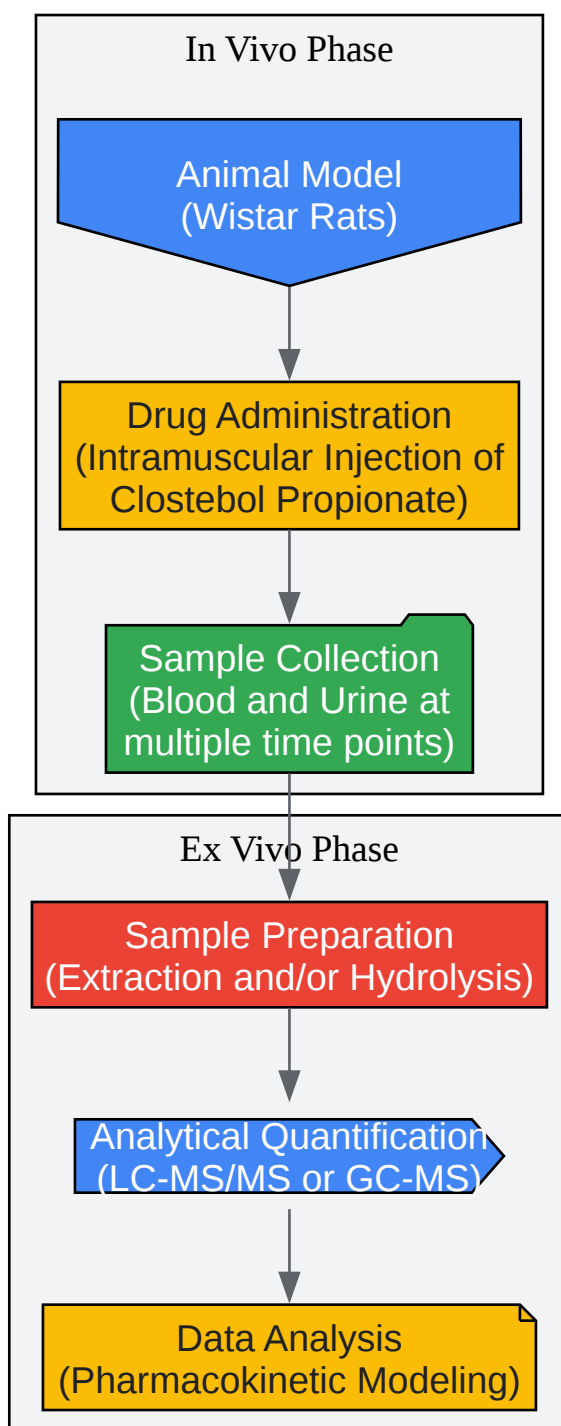 In Vivo Phase
Animal Model
(Wistar Rats)
Drug Administration
(Intramuscular Injection of
Clostebol Propionate)
Sample Collection
(Blood and Urine at
multiple time points)
Ex Vivo Phase
Sample Preparation
(Extraction and/or Hydrolysis)
Analytical Quantification
(LC-MS/MS or GC-MS)
Data Analysis
(Pharmacokinetic Modeling)